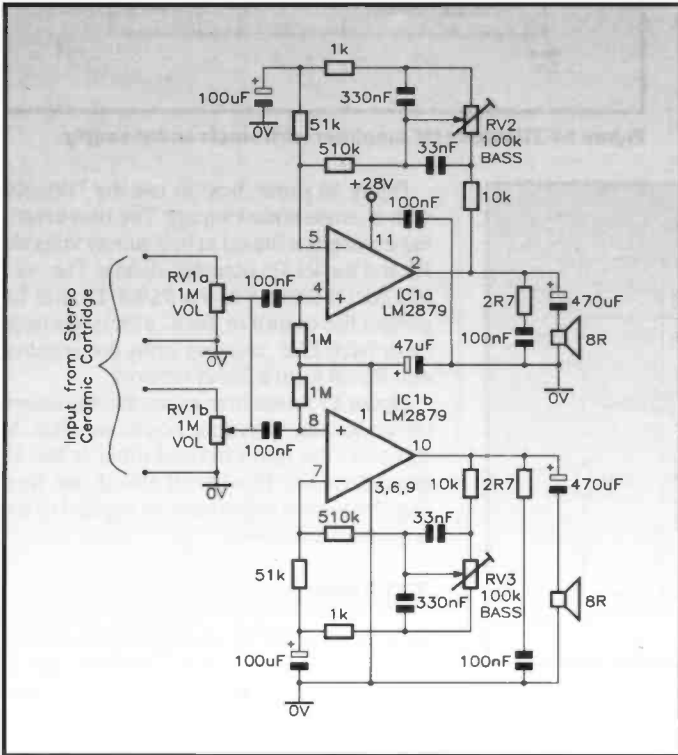 1k
100uF
+
0V
330nF
RV2
100k
BASS
51k
510k
33nF
+28V
100nF
10k
5
11
−
2
4
+
IC1a
LM2879
Input from Stereo
Ceramic Cartridge
RV1a
1M
VOL
100nF
0V
1M
47uF
+
2R7
100nF
+
470uF
8R
0V
1M
RV1b
1M
VOL
100nF
0V
IC1b
LM2879
1
8
+
10
7
−
3,6,9
10k
2R7
+
470uF
510k
33nF
51k
RV3
100k
BASS
330nF
8R
1k
100uF
+
100nF
0V